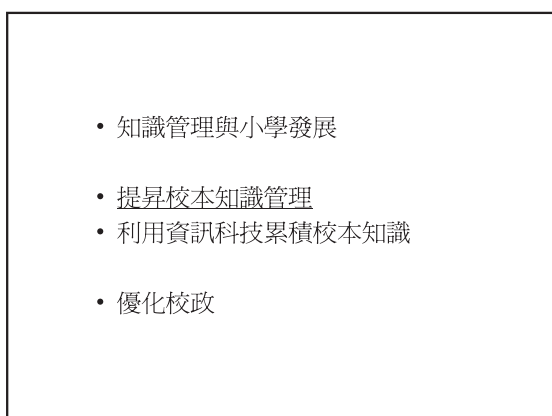 • 知識管理與小學發展
• 提昇校本知識管理
• 利用資訊科技累積校本知識
• 優化校政